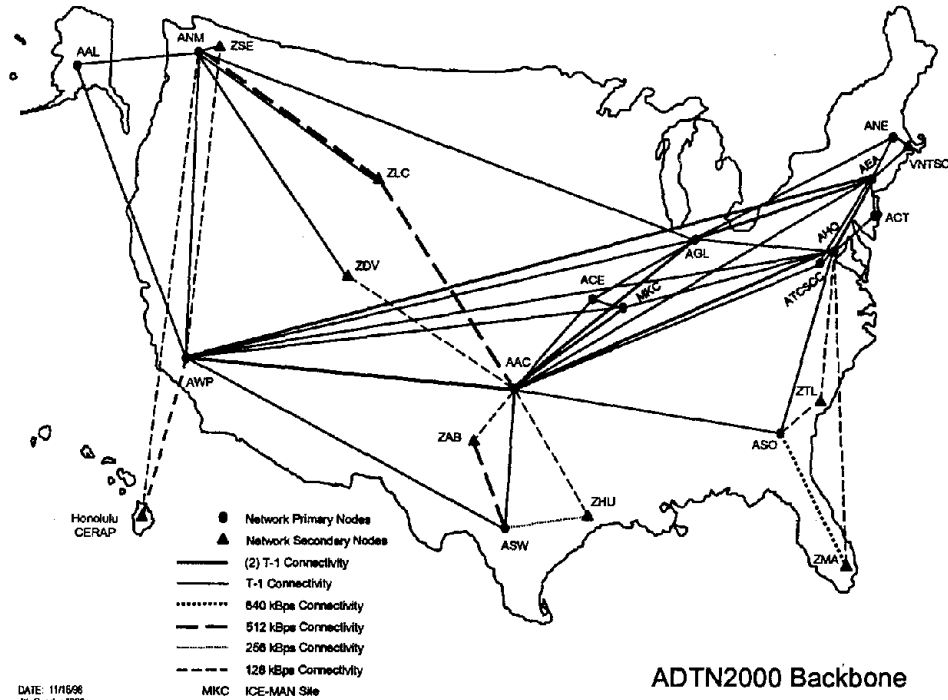 ANM
ZSE
AAL
ANE
VNTSC
AEA
ZLC
ACT
AHQ
AGL
ZDV
ACE
MKC
ATCSCC
AAC
AWP
ZTL
ZAB
ASO
ZHU
Honolulu
CERAP
ASW
ZMA
Network Primary Nodes
Network Secondary Nodes
(2) T-1 Connectivity
T-1 Connectivity
640 kBps Connectivity
512 kBps Connectivity
256 kBps Connectivity
128 kBps Connectivity
MKC ICE-MAN Site
DATE: 11/16/98
ADTN2000 Backbone